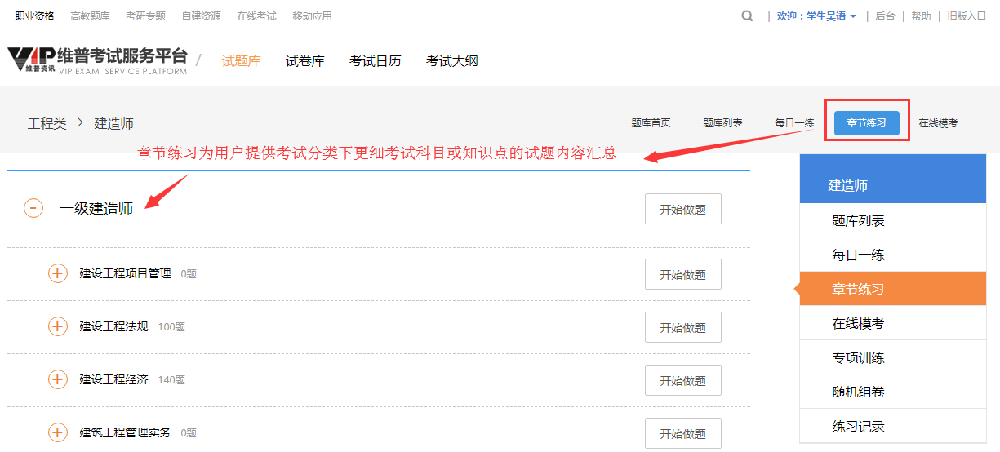 职业资格 高教题库 考研专题 自建资源 在线考试 移动应用 | 欢迎：学生吴语 | 后台 | 帮助 | 旧版入口
VIP 维普资讯 维普考试服务平台 / 试题库 试卷库 考试日历 考试大纲
VIP EXAM SERVICE PLATFORM
工程类 > 建造师 题库首页 题库列表 每日一练 章节练习 在线模考
章节练习为用户提供考试分类下更细考试科目或知识点的试题内容汇总
一级建造师 开始做题
建设工程项目管理 0题 开始做题
建设工程法规 100题 开始做题
建设工程经济 140题 开始做题
建筑工程管理实务 0题 开始做题
建造师
题库列表
每日一练
章节练习
在线模考
专项训练
随机组卷
练习记录